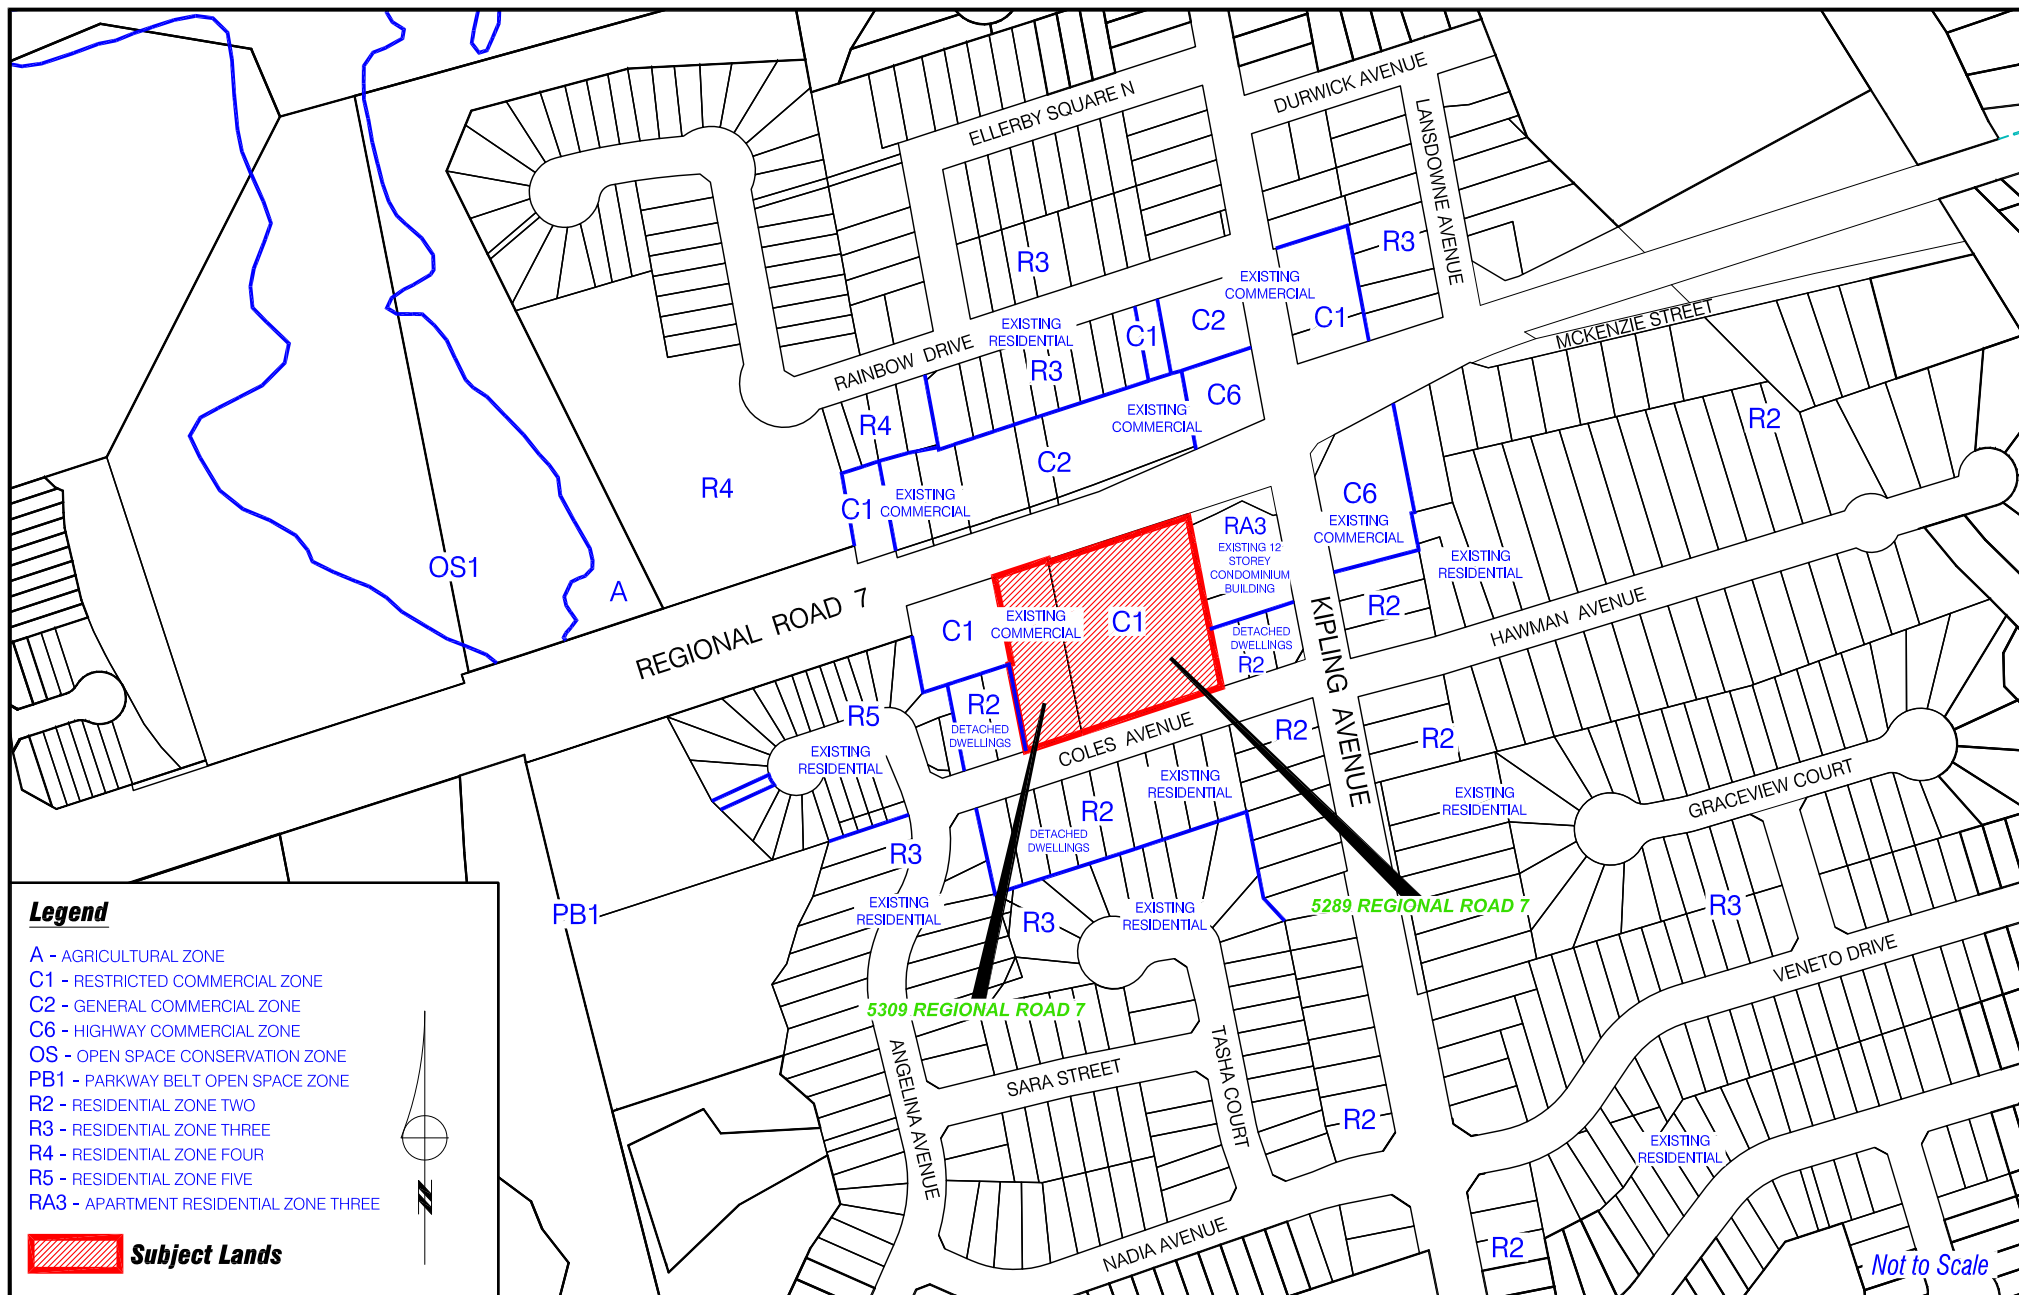 ELLERBY SQUARE N
DURWICK AVENUE
LANSDOWNE AVENUE
R3
R3
EXISTING
COMMERCIAL
C1
C2
C1
EXISTING
RESIDENTIAL
R3
RAINBOW DRIVE
MCKENZIE STREET
C6
EXISTING
COMMERCIAL
R4
R2
C2
R4
C1
EXISTING
COMMERCIAL
C6
EXISTING
COMMERCIAL
RA3
EXISTING 12
STOREY
CONDOMINIUM
BUILDING
OS1
A
EXISTING
RESIDENTIAL
REGIONAL ROAD 7
C1
EXISTING
COMMERCIAL
C1
R2
HAWMAN AVENUE
DETACHED
DWELLINGS
R2
KIPLING AVENUE
R5
R2
DETACHED
DWELLINGS
COLES AVENUE
R2
R2
EXISTING
RESIDENTIAL
EXISTING
RESIDENTIAL
R2
DETACHED
DWELLINGS
EXISTING
RESIDENTIAL
GRACEVIEW COURT
R3
EXISTING
RESIDENTIAL
PB1
R3
EXISTING
RESIDENTIAL
5289 REGIONAL ROAD 7
R3
VENETO DRIVE
5309 REGIONAL ROAD 7
ANGELINA AVENUE
SARA STREET
TASHA COURT
R2
EXISTING
RESIDENTIAL
NADIA AVENUE
R2
Legend
A - AGRICULTURAL ZONE
C1 - RESTRICTED COMMERCIAL ZONE
C2 - GENERAL COMMERCIAL ZONE
C6 - HIGHWAY COMMERCIAL ZONE
OS - OPEN SPACE CONSERVATION ZONE
PB1 - PARKWAY BELT OPEN SPACE ZONE
R2 - RESIDENTIAL ZONE TWO
R3 - RESIDENTIAL ZONE THREE
R4 - RESIDENTIAL ZONE FOUR
R5 - RESIDENTIAL ZONE FIVE
RA3 - APARTMENT RESIDENTIAL ZONE THREE
N
Subject Lands
Not to Scale